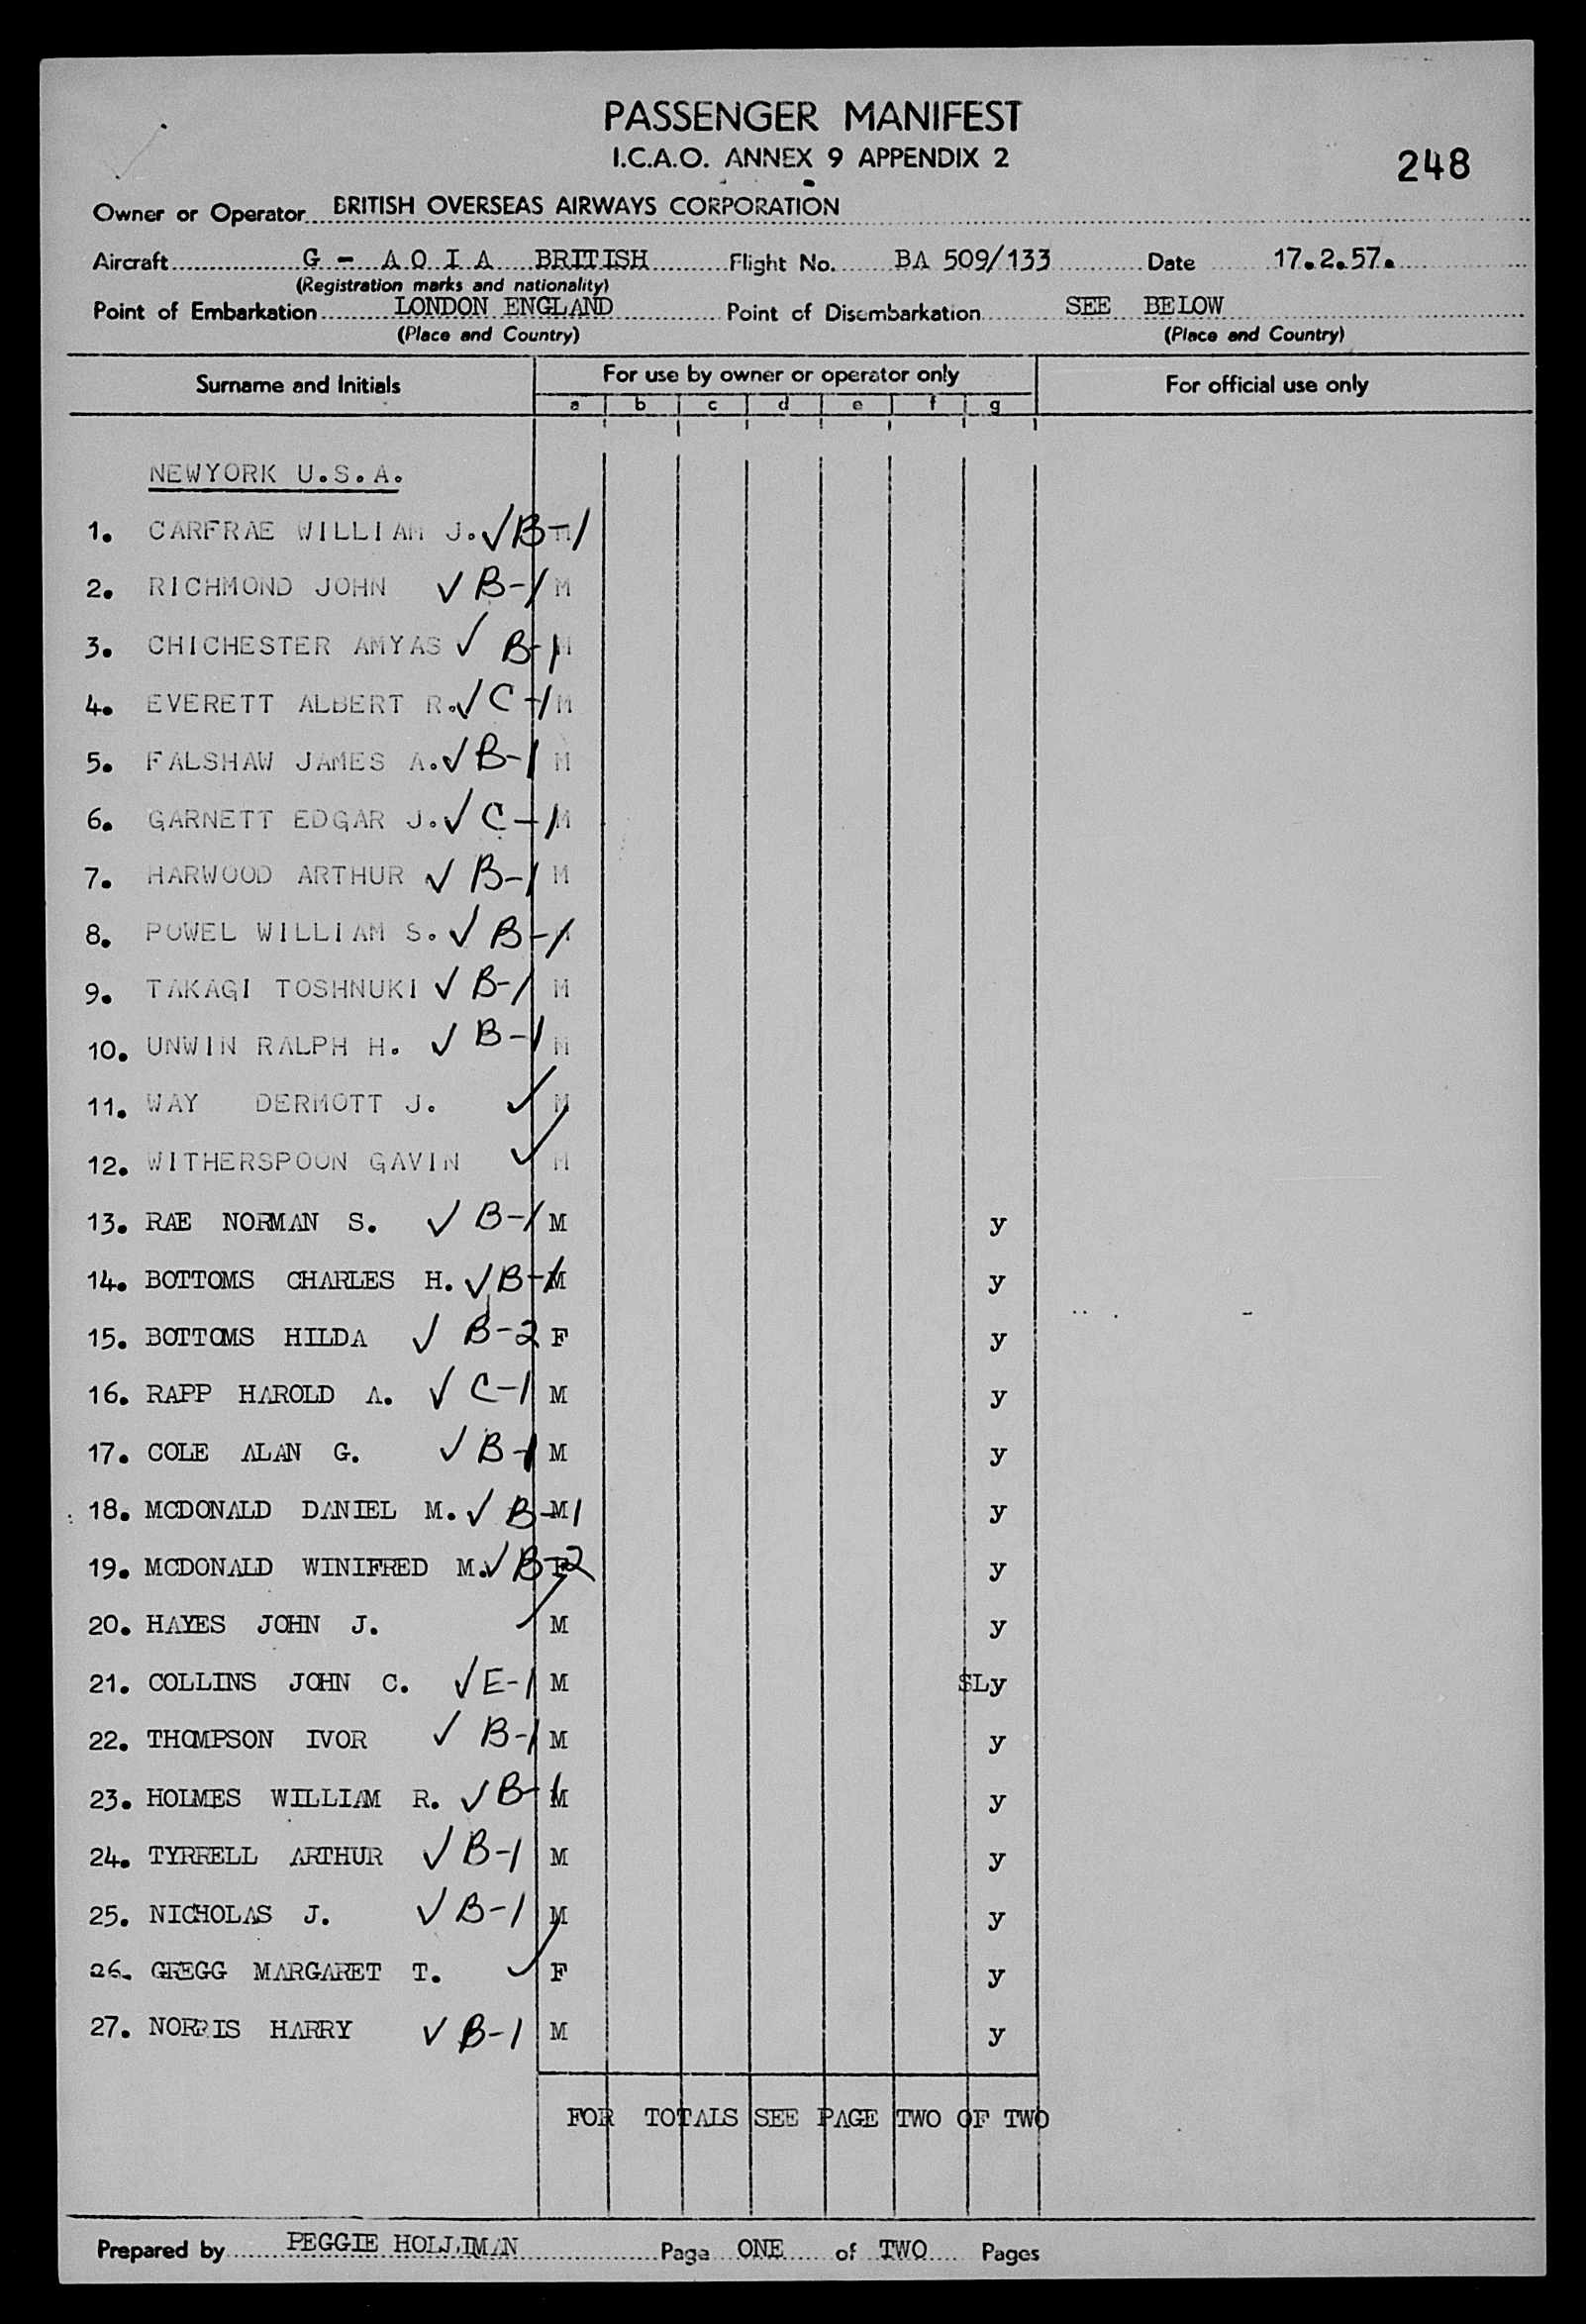 PASSENGER MANIFEST
I.C.A.O. ANNEX 9 APPENDIX 2
248
Owner or Operator BRITISH OVERSEAS AIRWAYS CORPORATION
Aircraft G - A O I A BRITISH Flight No. BA 509/133 Date 17.2.57.
(Registration marks and nationality)
Point of Embarkation LONDON ENGLAND Point of Disembarkation SEE BELOW
(Place and Country) (Place and Country)
Surname and Initials For use by owner or operator only For official use only
a b c d e f g
NEWYORK U.S.A.
1. CARFRAE WILLIAM J. ✓ B-1 M
2. RICHMOND JOHN ✓ B-1 M
3. CHICHESTER AMYAS ✓ B-1 M
4. EVERETT ALBERT R. ✓ C-1 M
5. FALSHAW JAMES A. ✓ B-1 M
6. GARNETT EDGAR J. ✓ C-1 M
7. HARWOOD ARTHUR ✓ B-1 M
8. POWEL WILLIAM S. ✓ B-1 M
9. TAKAGI TOSHNUKI ✓ B-1 M
10. UNWIN RALPH H. ✓ B-1 M
11. WAY DERMOTT J. ✓ M
12. WITHERSPOON GAVIN ✓ M
13. RAE NORMAN S. ✓ B-1 M y
14. BOTTOMS CHARLES H. ✓ B-1 M y
15. BOTTOMS HILDA ✓ B-2 F y
16. RAPP HAROLD A. ✓ C-1 M y
17. COLE ALAN G. ✓ B-1 M y
18. MCDONALD DANIEL M. ✓ B-1 M y
19. MCDONALD WINIFRED M. ✓ B-2 F y
20. HAYES JOHN J. ✓ M y
21. COLLINS JOHN C. ✓ E-1 M SLy
22. THOMPSON IVOR ✓ B-1 M y
23. HOLMES WILLIAM R. ✓ B-1 M y
24. TYRRELL ARTHUR ✓ B-1 M y
25. NICHOLAS J. ✓ B-1 M y
26. GREGG MARGARET T. ✓ F y
27. NORRIS HARRY ✓ B-1 M y
FOR TOTALS SEE PAGE TWO OF TWO
Prepared by PEGGIE HOLLIMAN Page ONE of TWO Pages